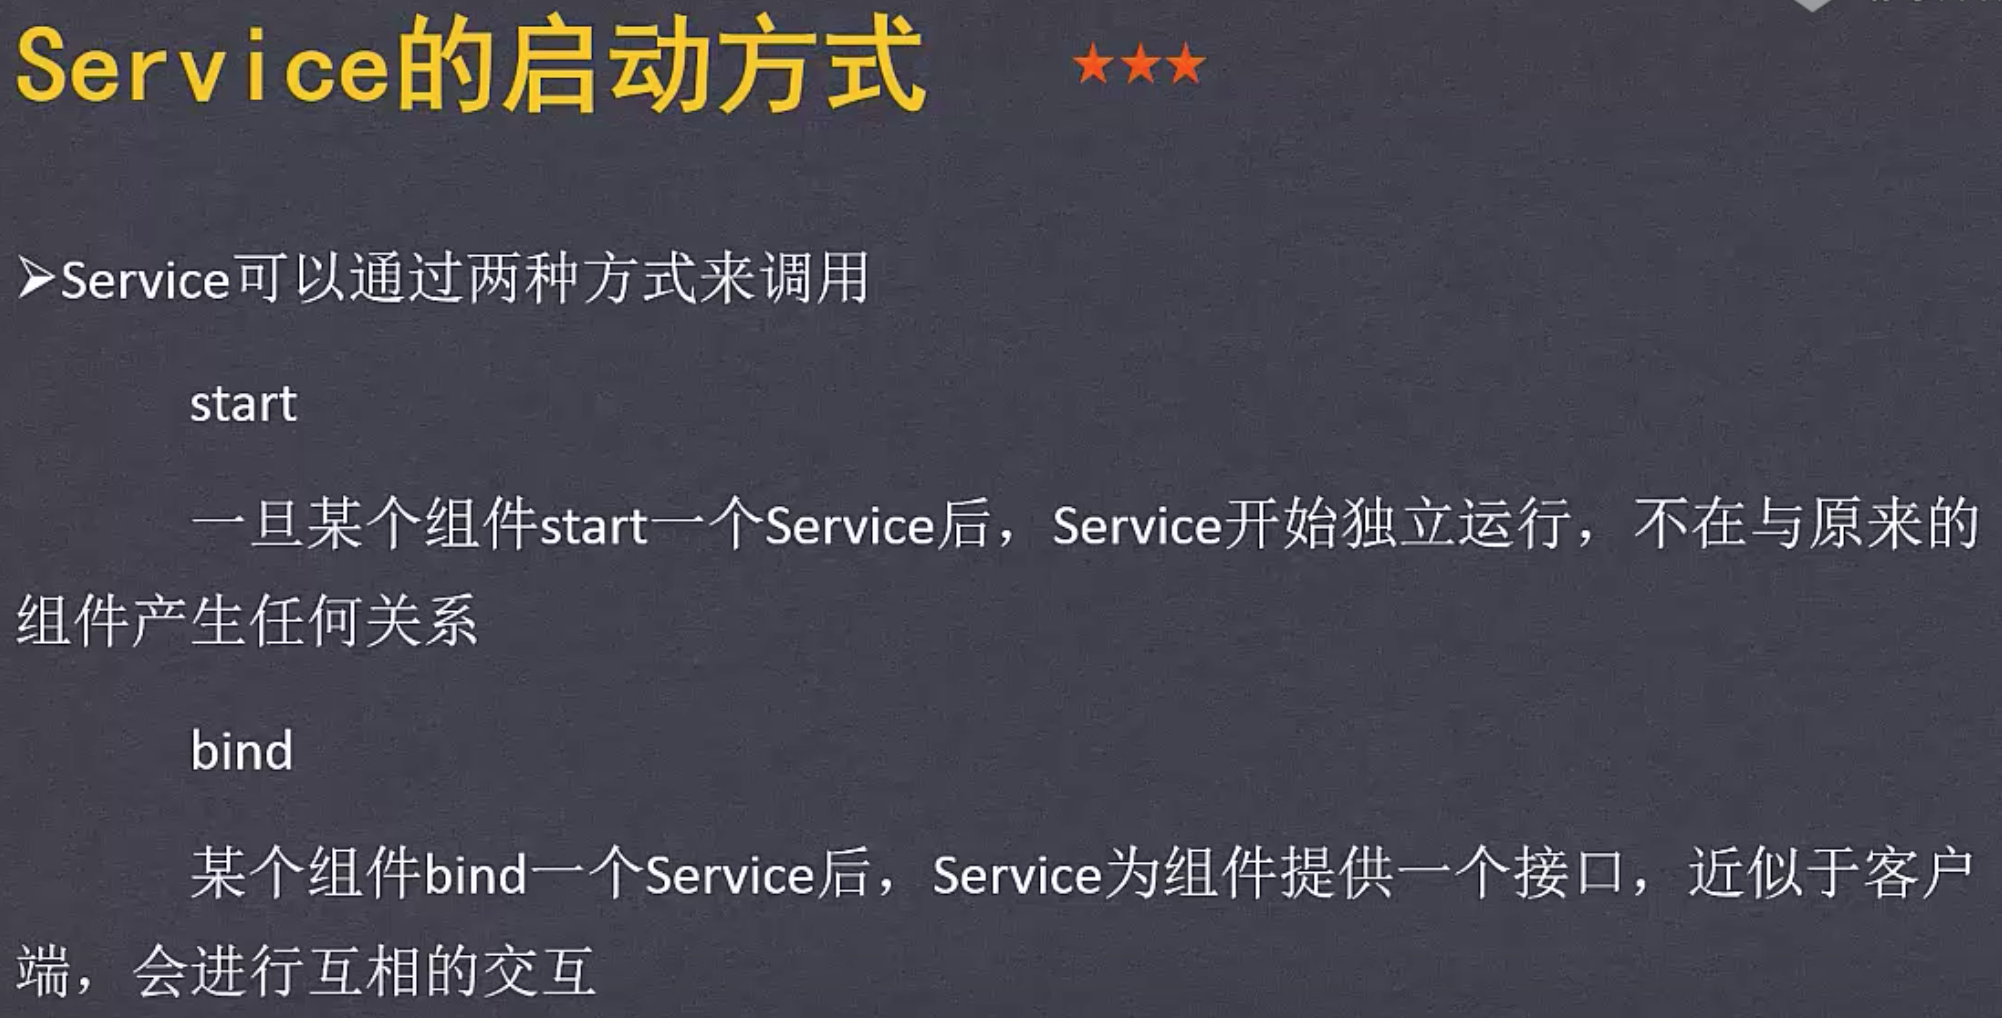 Service的启动方式 ★★★
➢Service可以通过两种方式来调用
start
一旦某个组件start一个Service后，Service开始独立运行，不在与原来的
组件产生任何关系
bind
某个组件bind一个Service后，Service为组件提供一个接口，近似于客户
端，会进行互相的交互